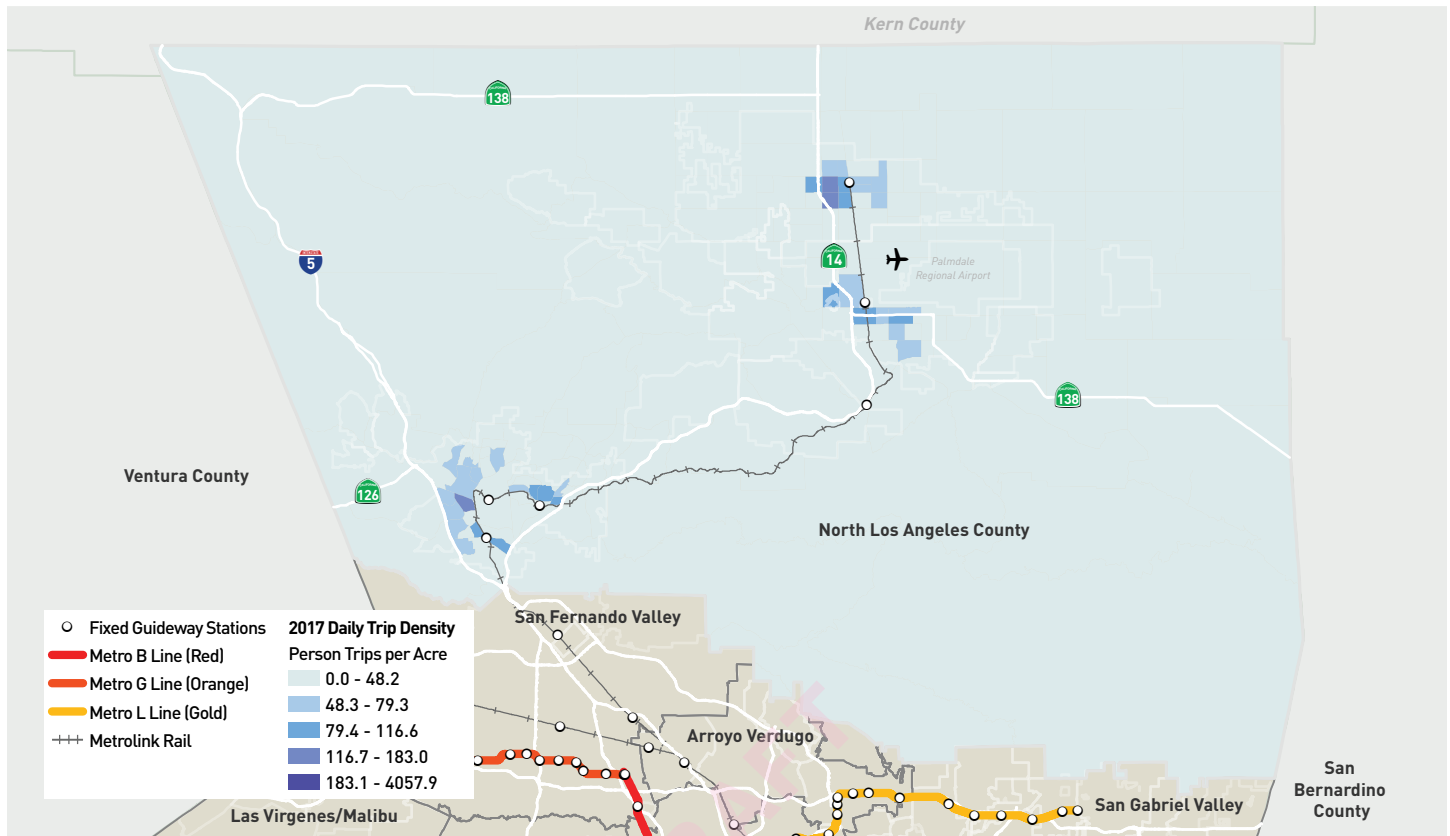 Kern County
138
14
Palmdale
Regional Airport
5
138
Ventura County
126
North Los Angeles County
San Fernando Valley
Fixed Guideway Stations
Metro B Line (Red)
Metro G Line (Orange)
Metro L Line (Gold)
Metrolink Rail
2017 Daily Trip Density
Person Trips per Acre
0.0 - 48.2
48.3 - 79.3
79.4 - 116.6
116.7 - 183.0
183.1 - 4057.9
Arroyo Verdugo
Las Virgenes/Malibu
San Gabriel Valley
San
Bernardino
County